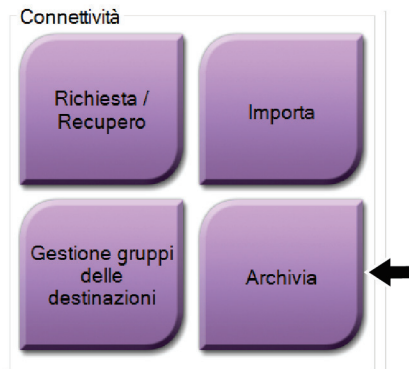 Connettività
Richiesta /
Recupero
Importa
Gestione gruppi
delle
destinazioni
Archivia